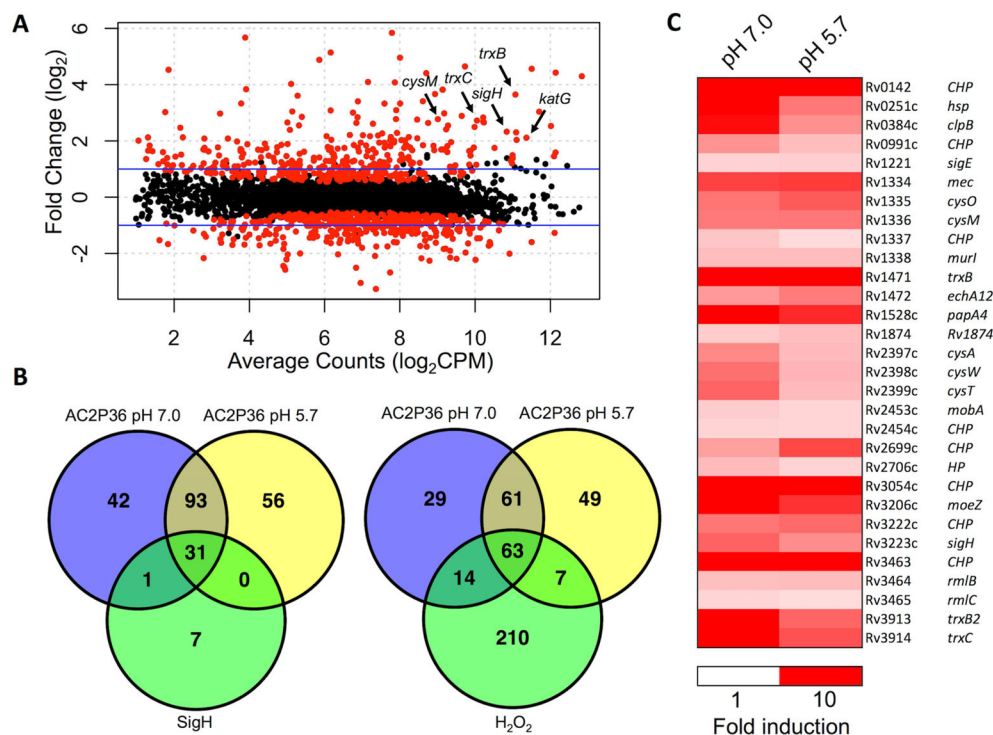 A
Fold Change (log2)
6
4
2
0
-2
cysM
trxC
trxB
sigH
katG
2
4
6
8
10
12
Average Counts (log2CPM)
B
AC2P36 pH 7.0
AC2P36 pH 5.7
42
93
56
31
1
0
7
SigH
AC2P36 pH 7.0
AC2P36 pH 5.7
29
61
49
63
14
7
210
H2O2
C
pH 7.0
pH 5.7
Rv0142 CHP
Rv0251c hsp
Rv0384c clpB
Rv0991c CHP
Rv1221 sigE
Rv1334 mec
Rv1335 cysO
Rv1336 cysM
Rv1337 CHP
Rv1338 murI
Rv1471 trxB
Rv1472 echA12
Rv1528c papA4
Rv1874 Rv1874
Rv2397c cysA
Rv2398c cysW
Rv2399c cysT
Rv2453c mobA
Rv2454c CHP
Rv2699c CHP
Rv2706c HP
Rv3054c CHP
Rv3206c moeZ
Rv3222c CHP
Rv3223c sigH
Rv3463 CHP
Rv3464 rmlB
Rv3465 rmlC
Rv3913 trxB2
Rv3914 trxC
1 10
Fold induction